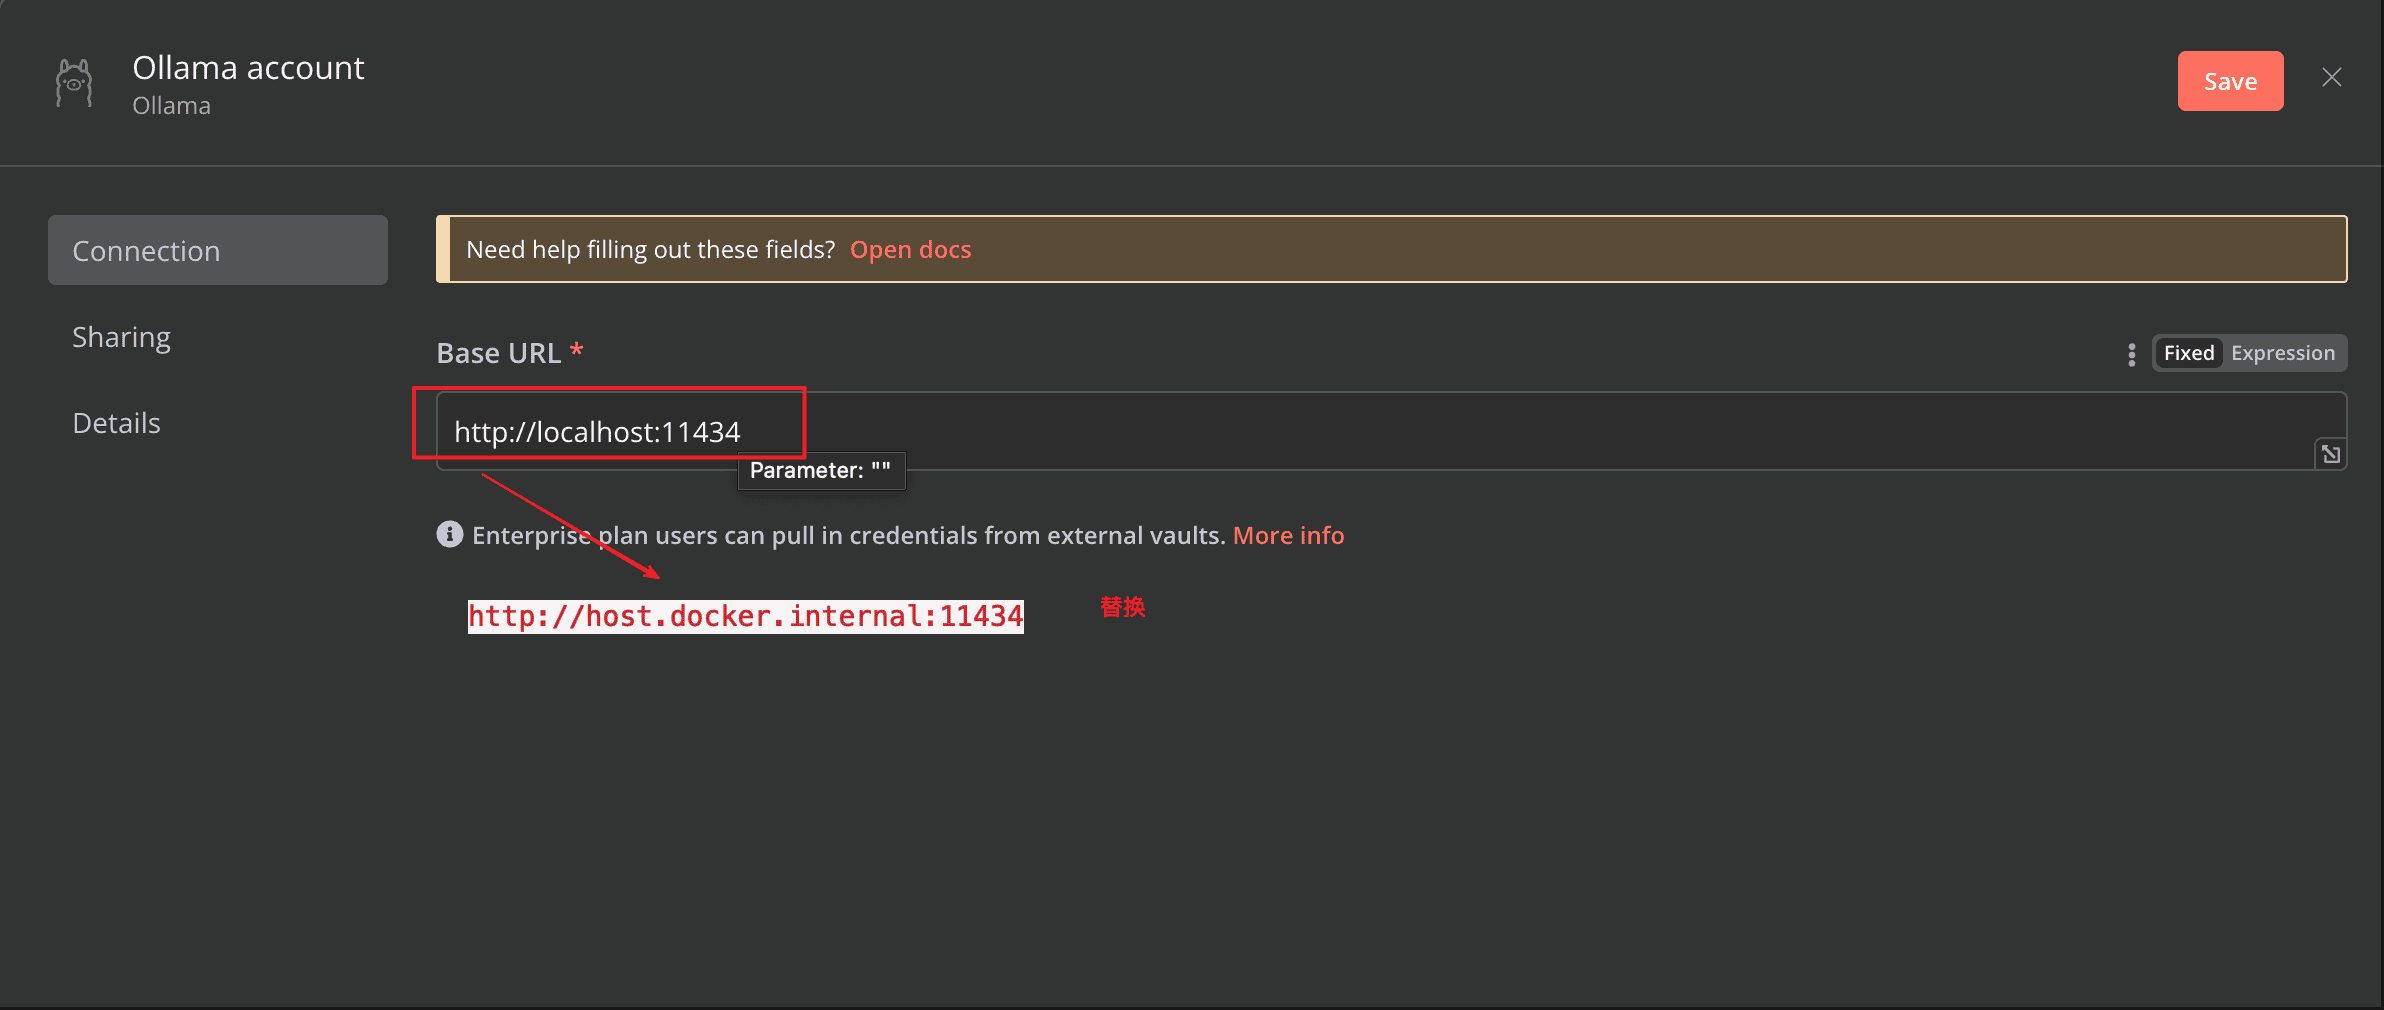 Ollama account
Ollama
Save
Connection
Sharing
Details
Need help filling out these fields? Open docs
Base URL *
Fixed Expression
http://localhost:11434
Parameter: ""
Enterprise plan users can pull in credentials from external vaults. More info
http://host.docker.internal:11434
替换